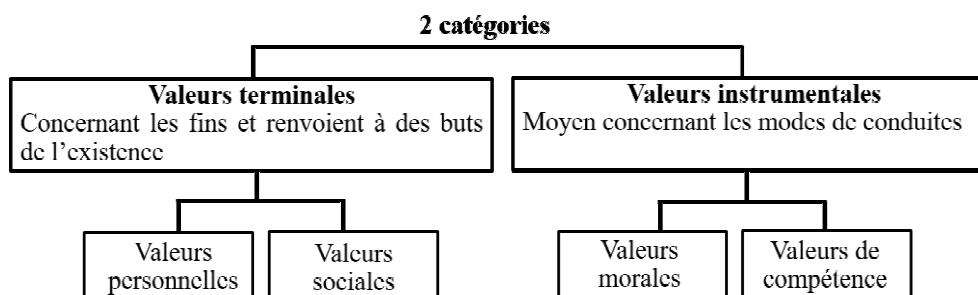 2 catégories
Valeurs terminales
Concernant les fins et renvoient à des buts
de l'existence
Valeurs instrumentales
Moyen concernant les modes de conduites
Valeurs
personnelles
Valeurs
sociales
Valeurs
morales
Valeurs de
compétence